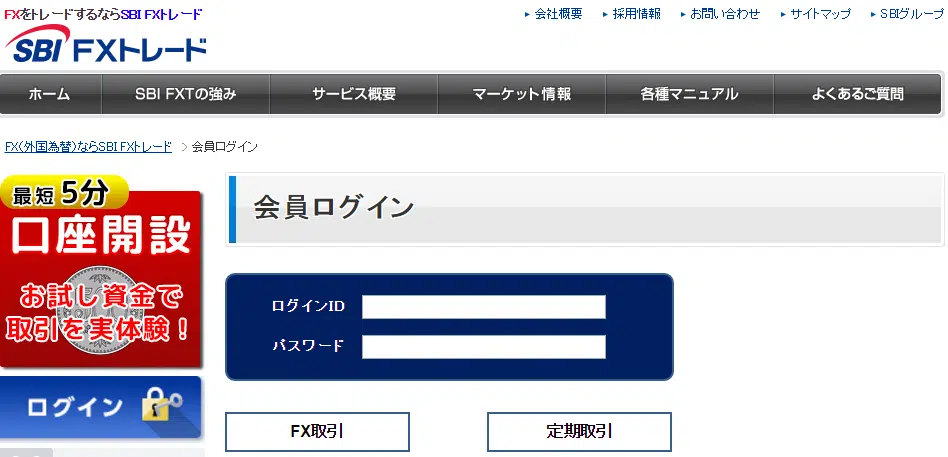 FXをトレードするならSBI FXトレード
会社概要 採用情報 お問い合わせ サイトマップ SBIグループ
SBI FXトレード
ホーム SBI FXTの強み サービス概要 マーケット情報 各種マニュアル よくあるご質問
FX(外国為替)ならSBI FXトレード > 会員ログイン
最短 5分
口座開設
お試し資金で
取引を実体験!
ログイン
会員ログイン
ログインID
パスワード
FX取引 定期取引